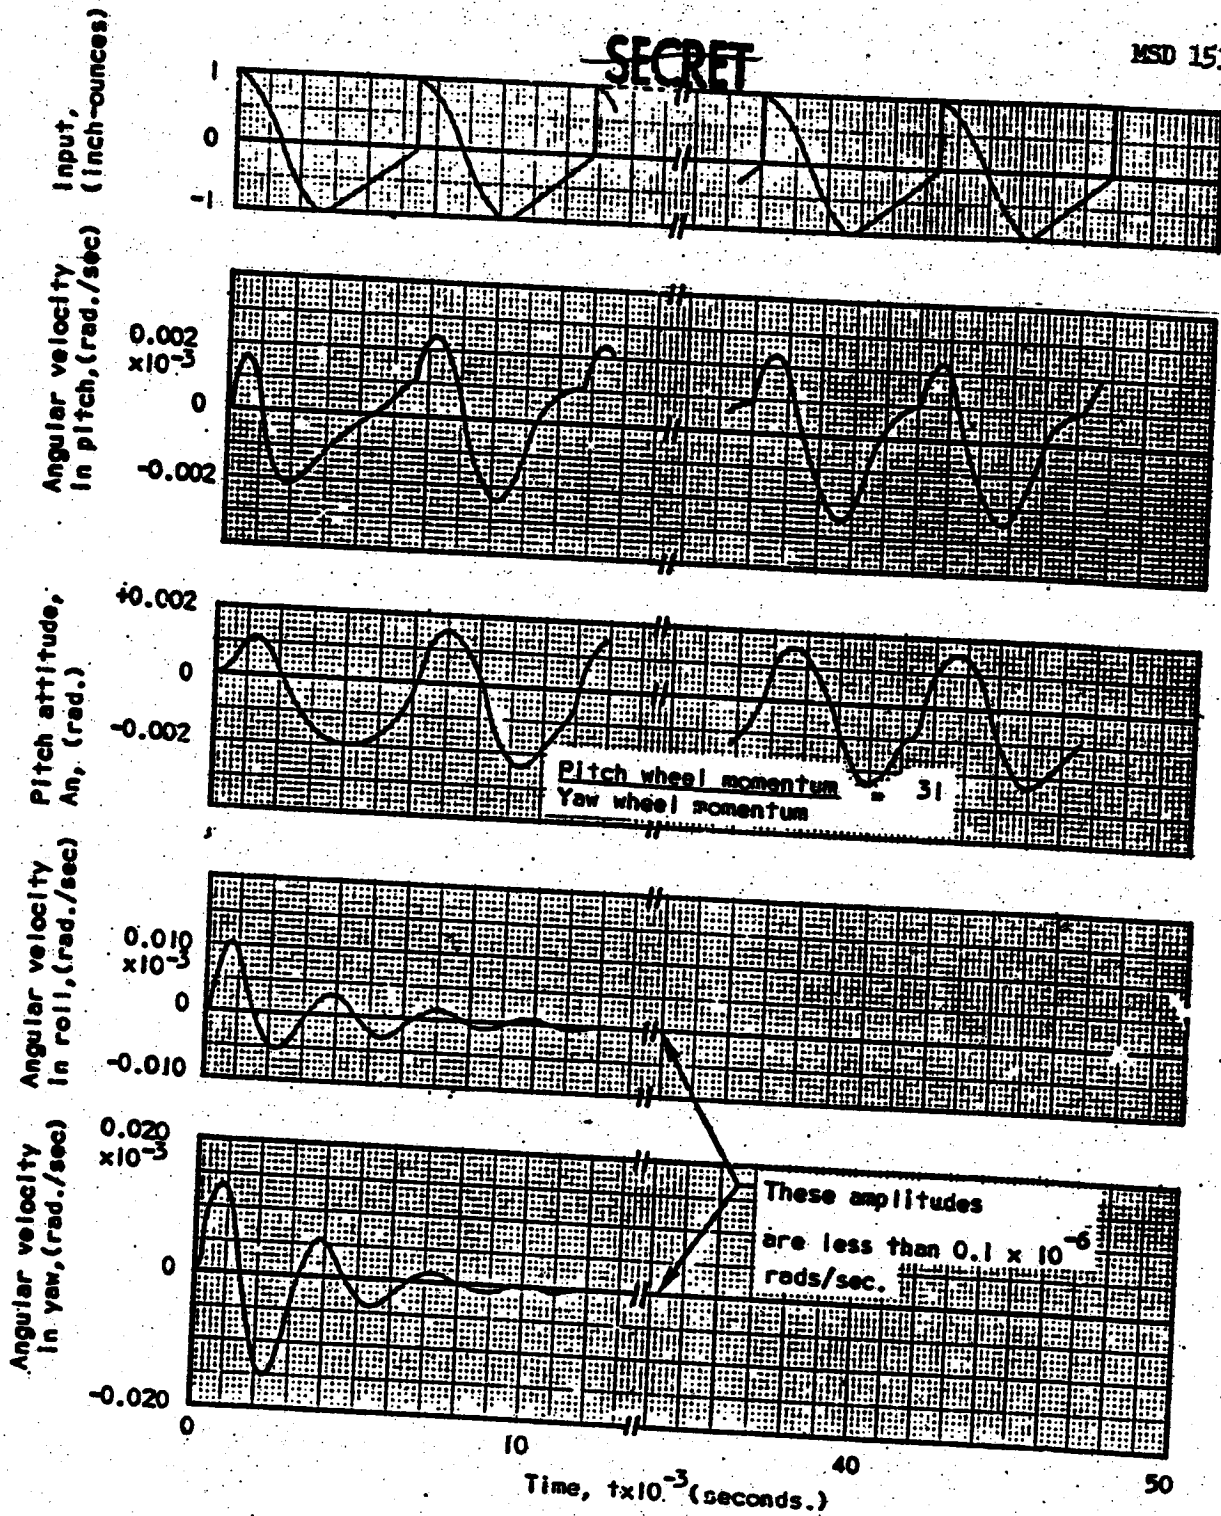 SECRET
MSD 15
Input,
(inch-ounces)
1
0
-1
Angular velocity
in pitch,(rad./sec)
0.002
x10-3
0
-0.002
Pitch attitude,
An, (rad.)
+0.002
0
-0.002
Pitch wheel momentum
Yaw wheel momentum
= 31
Angular velocity
in roll,(rad./sec)
0.010
x10-3
0
-0.010
Angular velocity
in yaw,(rad./sec)
0.020
x10-3
0
-0.020
These amplitudes
are less than 0.1 x 10-6
rads/sec.
0
10
40
50
Time, tx10-3(seconds.)